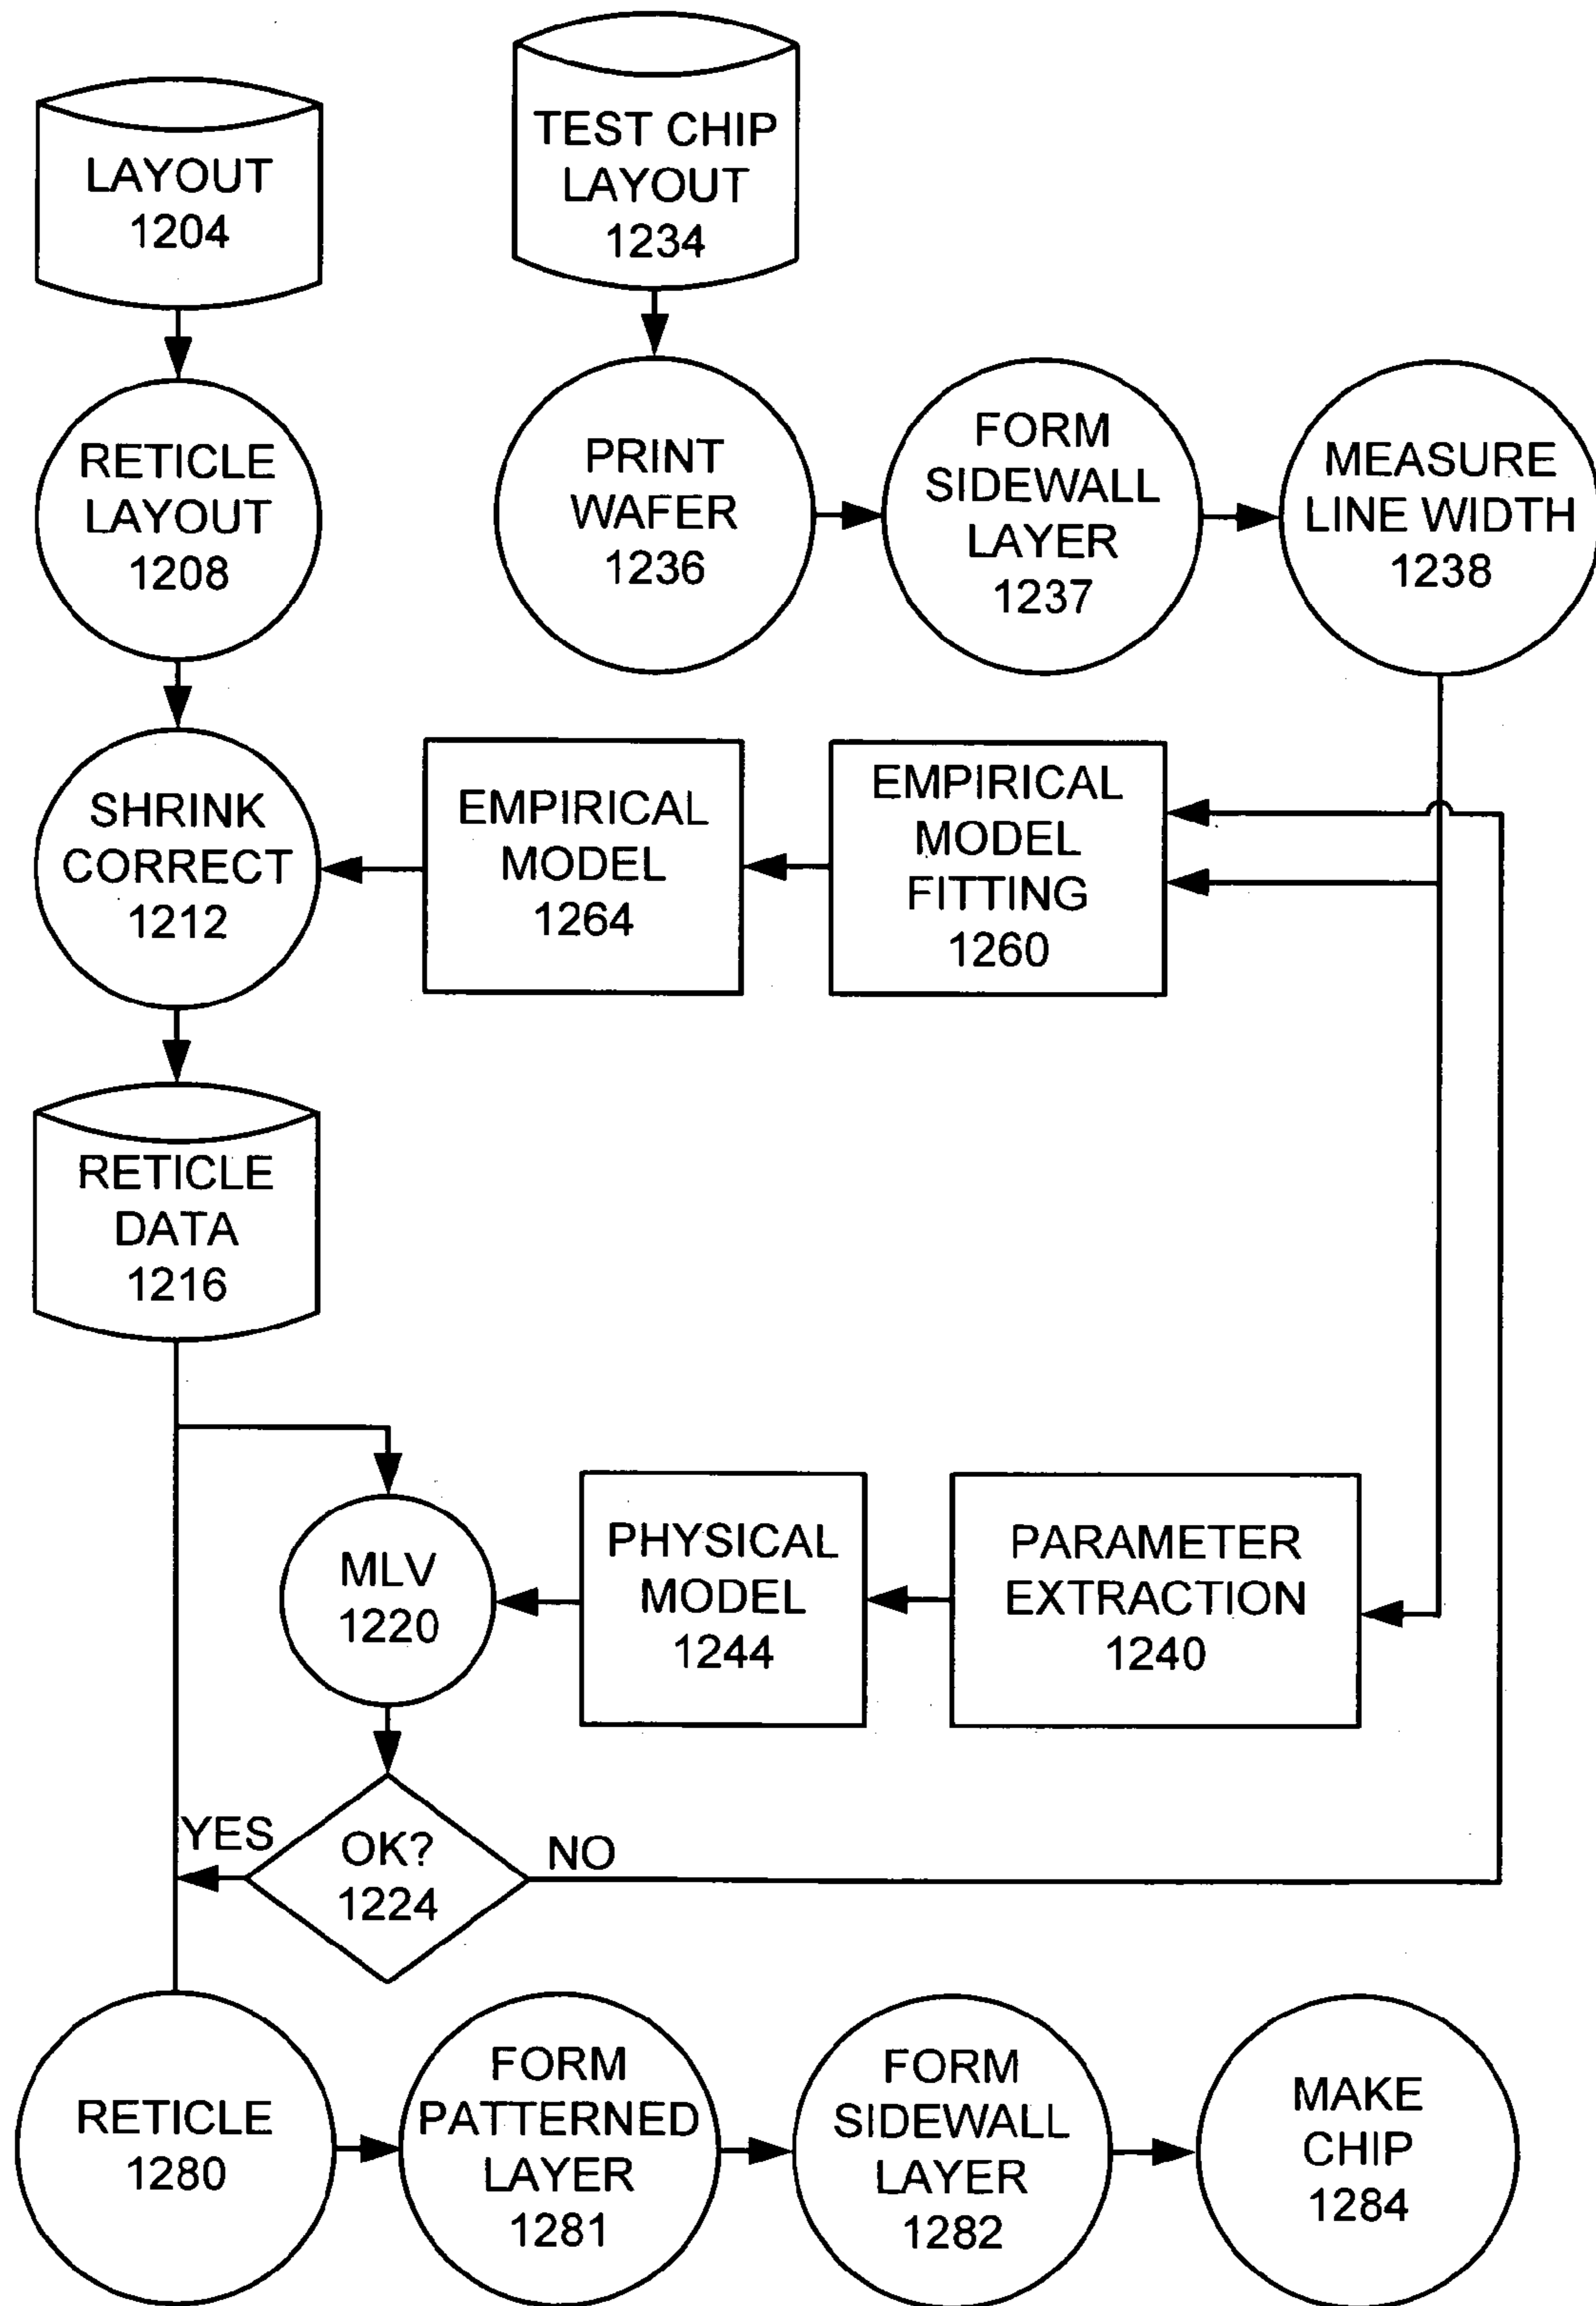 LAYOUT
1204
TEST CHIP
LAYOUT
1234
RETICLE
LAYOUT
1208
PRINT
WAFER
1236
FORM
SIDEWALL
LAYER
1237
MEASURE
LINE WIDTH
1238
SHRINK
CORRECT
1212
EMPIRICAL
MODEL
1264
EMPIRICAL
MODEL
FITTING
1260
RETICLE
DATA
1216
MLV
1220
PHYSICAL
MODEL
1244
PARAMETER
EXTRACTION
1240
YES
OK?
1224
NO
RETICLE
1280
FORM
PATTERNED
LAYER
1281
FORM
SIDEWALL
LAYER
1282
MAKE
CHIP
1284